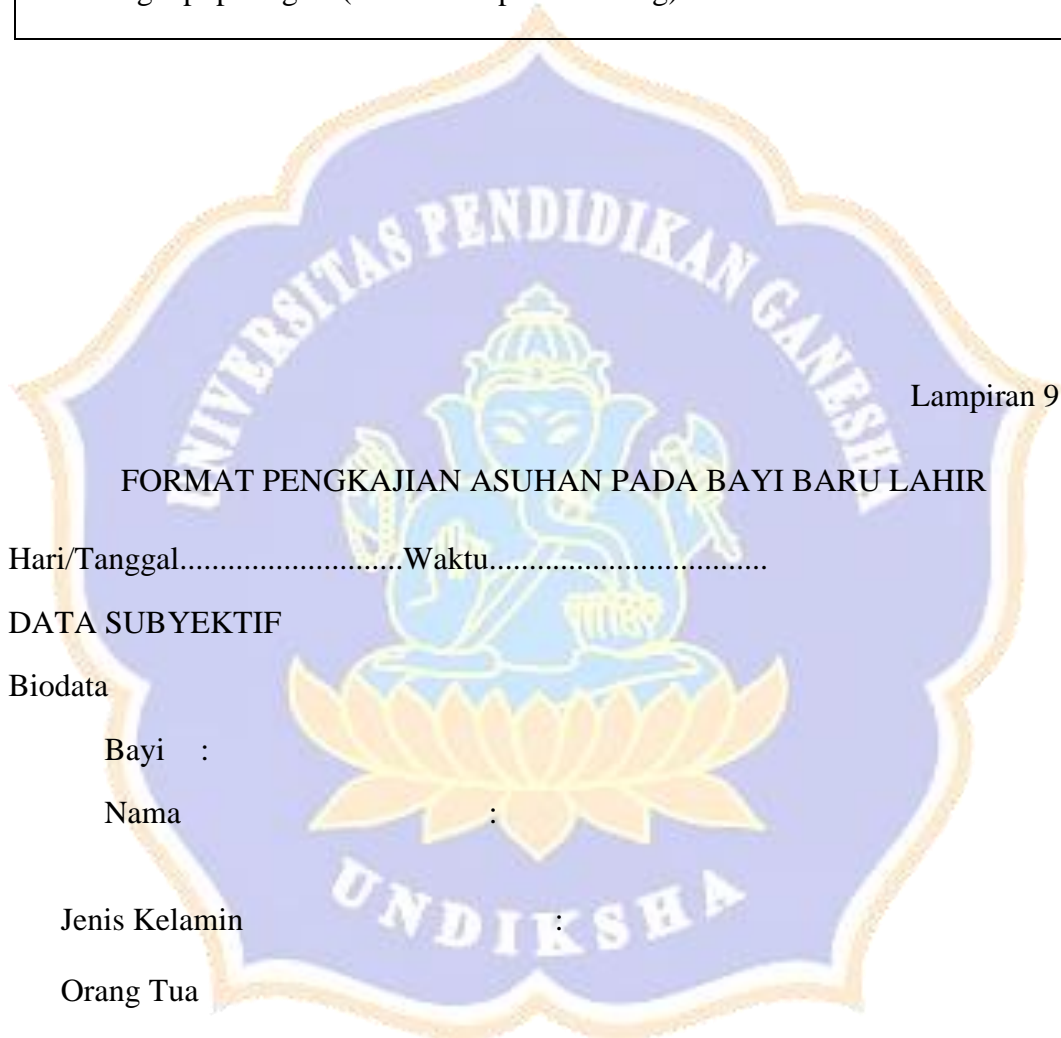 UNIVERSITAS PENDIDIKAN GANESHA
Lampiran 9
FORMAT PENGKAJIAN ASUHAN PADA BAYI BARU LAHIR
Hari/Tanggal............................Waktu...................................
DATA SUBYEKTIF
Biodata
Bayi :
Nama :
Jenis Kelamin :
Orang Tua
UNDIKSHA